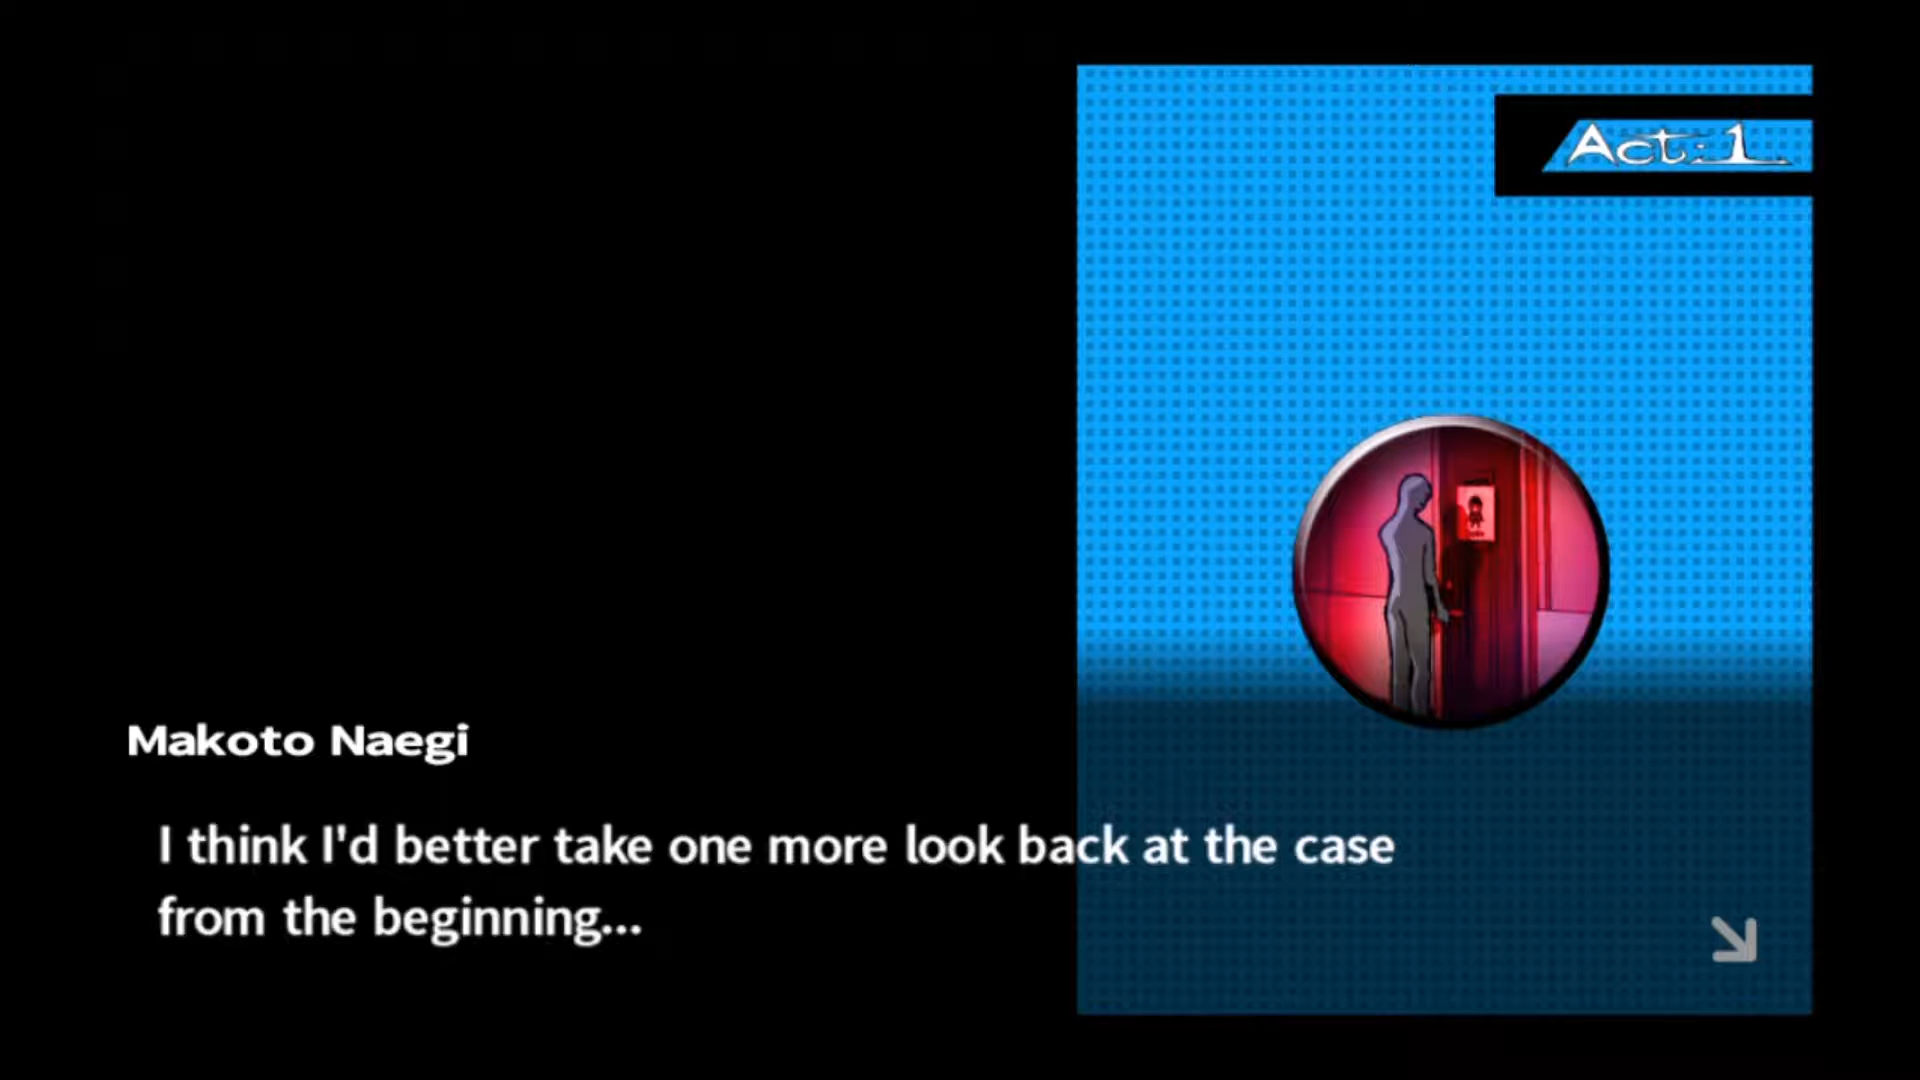 Act:1
Makoto Naegi
I think I'd better take one more look back at the case
from the beginning...